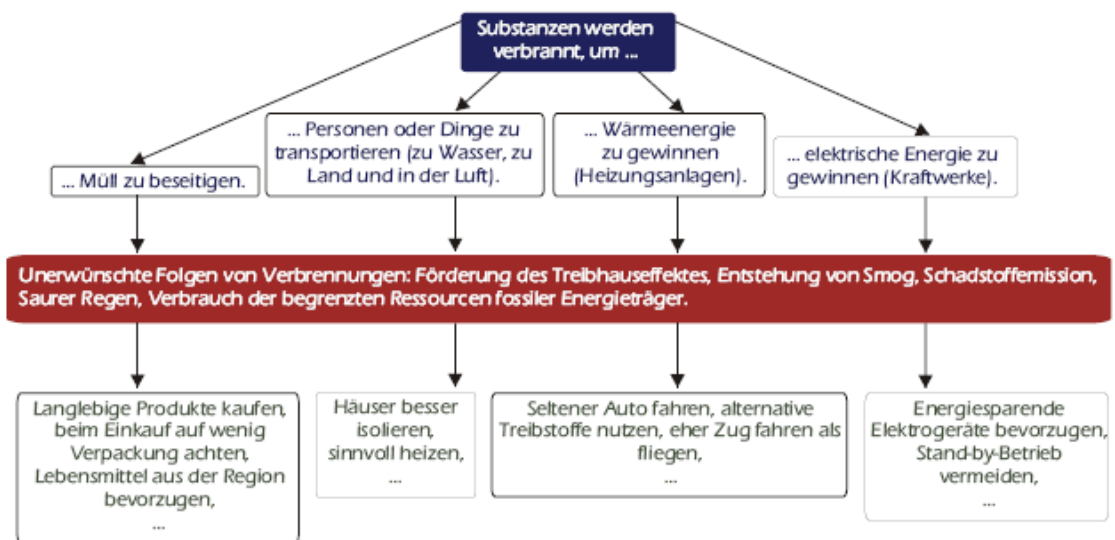 Substanzen werden
verbrannt, um ...
... Müll zu beseitigen.
... Personen oder Dinge zu
transportieren (zu Wasser, zu
Land und in der Luft).
... Wärmeenergie
zu gewinnen
(Heizungsanlagen).
... elektrische Energie zu
gewinnen (Kraftwerke).
Unerwünschte Folgen von Verbrennungen: Förderung des Treibhauseffektes, Entstehung von Smog, Schadstoffemission,
Saurer Regen, Verbrauch der begrenzten Ressourcen fossiler Energieträger.
Langlebige Produkte kaufen,
beim Einkauf auf wenig
Verpackung achten,
Lebensmittel aus der Region
bevorzugen,
...
Häuser besser
isolieren,
sinnvoll heizen,
...
Seltener Auto fahren, alternative
Treibstoffe nutzen, eher Zug fahren als
fliegen,
...
Energiesparende
Elektrogeräte bevorzugen,
Stand-by-Betrieb
vermeiden,
...